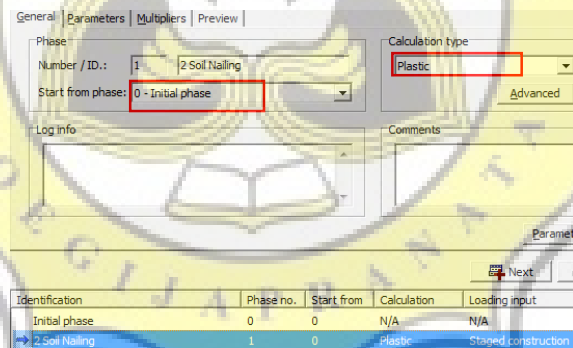 General Parameters Multipliers Preview
Phase
Calculation type
Number / ID.: 1 2 Soil Nailing
Plastic
Start from phase: 0 - Initial phase
Advanced
Log info
Comments
Paramet
Next
Identification Phase no. Start from Calculation Loading input
Initial phase 0 0 N/A N/A
2 Soil Nailing 1 0 Plastic Staged construction
EGIJAPRANATA